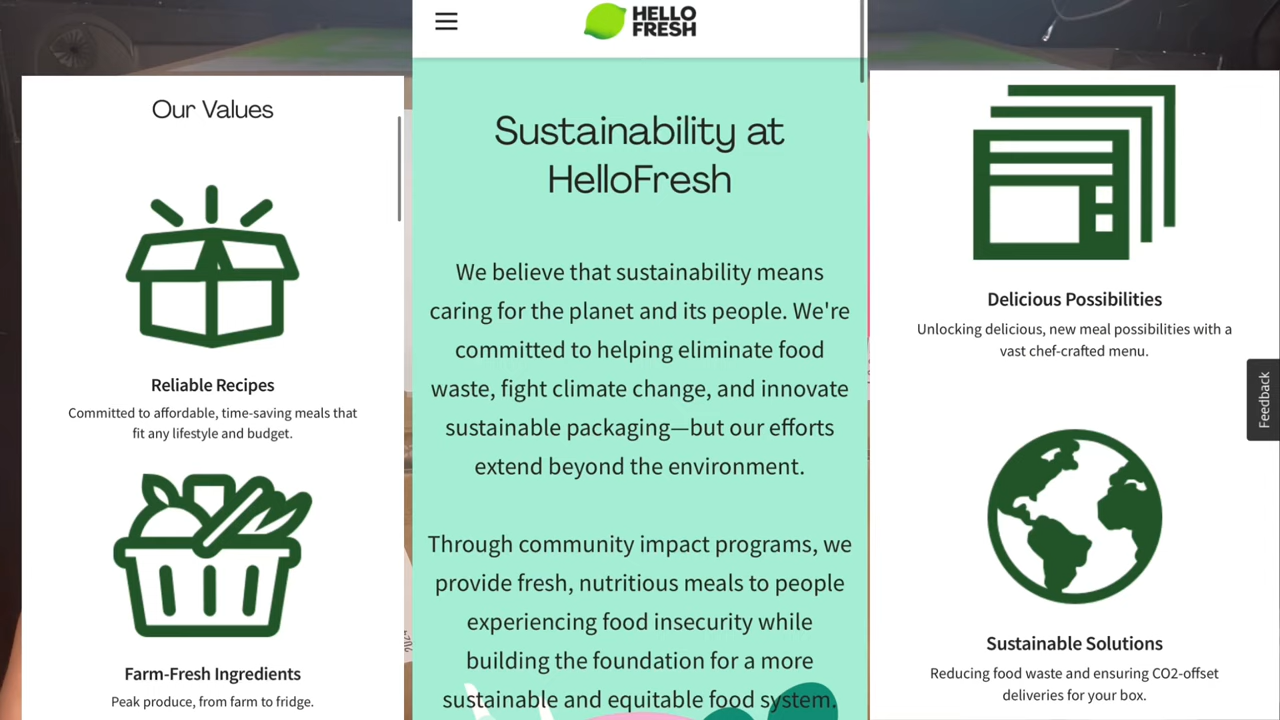 Our Values
Reliable Recipes
Committed to affordable, time-saving meals that
fit any lifestyle and budget.
Farm-Fresh Ingredients
Peak produce, from farm to fridge.
HELLO
FRESH
Sustainability at
HelloFresh
We believe that sustainability means
caring for the planet and its people. We're
committed to helping eliminate food
waste, fight climate change, and innovate
sustainable packaging—but our efforts
extend beyond the environment.
Through community impact programs, we
provide fresh, nutritious meals to people
experiencing food insecurity while
building the foundation for a more
sustainable and equitable food system.
Delicious Possibilities
Unlocking delicious, new meal possibilities with a
vast chef-crafted menu.
Feedback
Sustainable Solutions
Reducing food waste and ensuring CO2-offset
deliveries for your box.